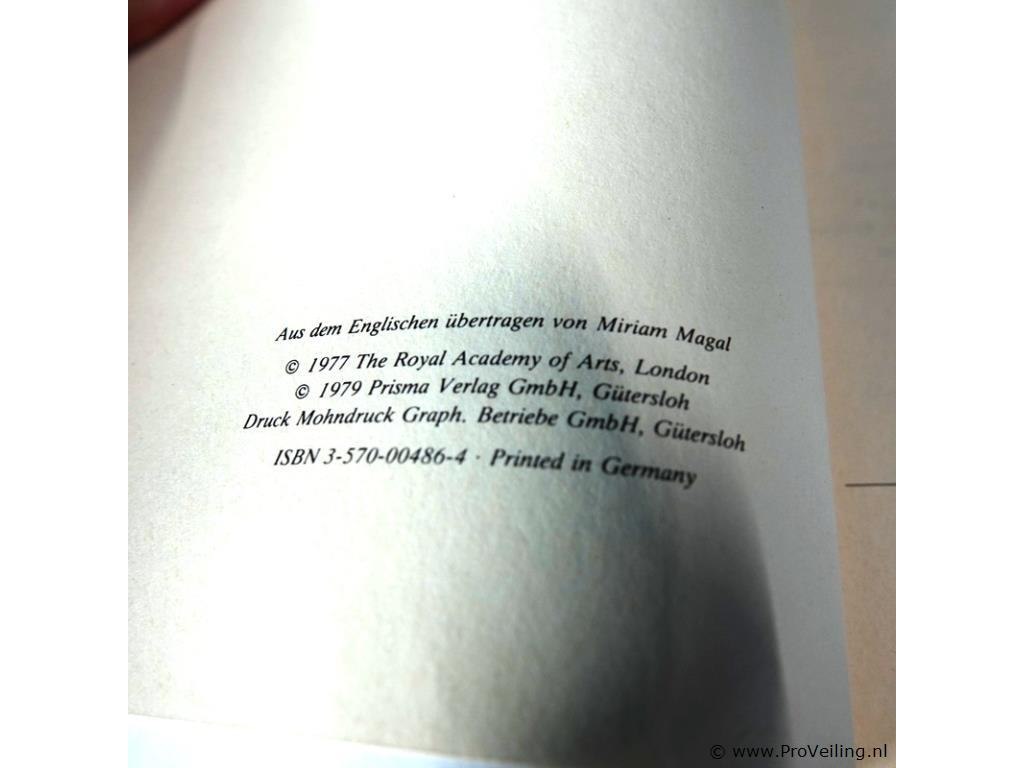 Aus dem Englischen übertragen von Miriam Magal
© 1977 The Royal Academy of Arts, London
© 1979 Prisma Verlag GmbH, Gütersloh
Druck Mohndruck Graph. Betriebe GmbH, Gütersloh
ISBN 3-570-00486-4 · Printed in Germany
© www.ProVeiling.nl